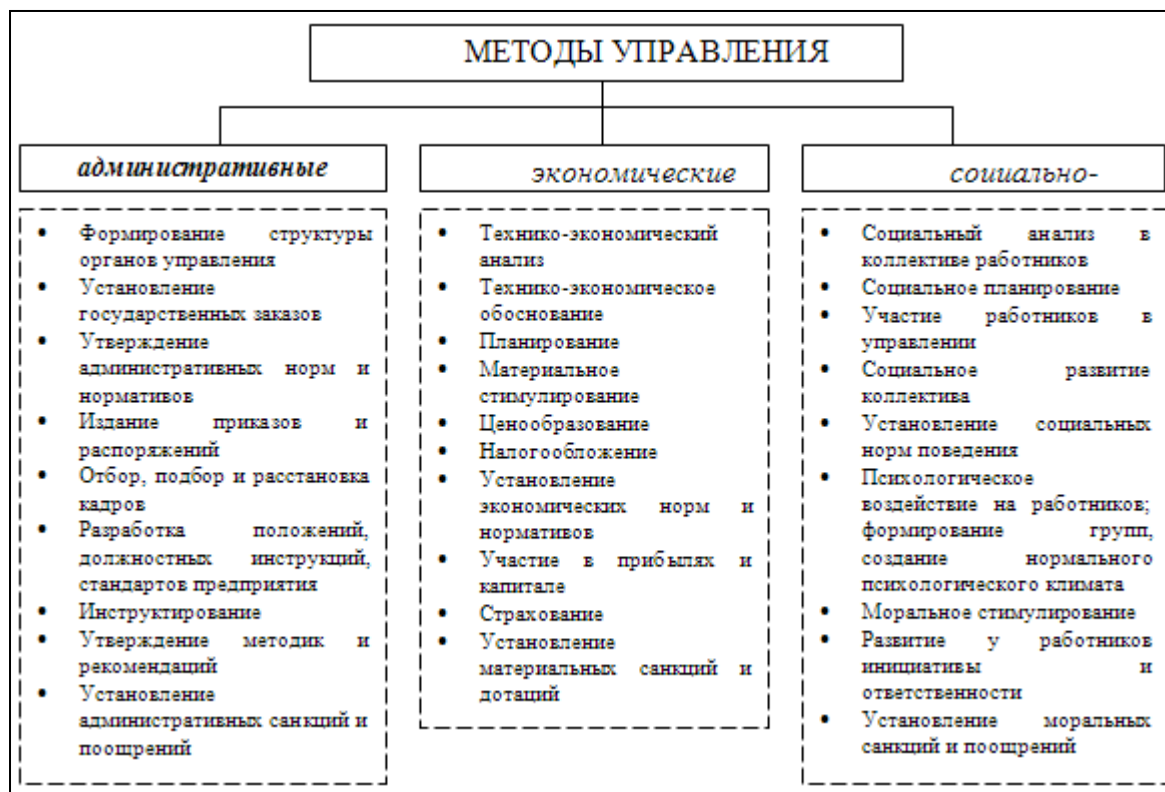 МЕТОДЫ УПРАВЛЕНИЯ
административные
• Формирование структуры
органов управления
• Установление
государственных заказов
• Утверждение
административных норм и
нормативов
• Издание приказов и
распоряжений
• Отбор, подбор и расстановка
кадров
• Разработка положений,
должностных инструкций,
стандартов предприятия
• Инструктирование
• Утверждение методик и
рекомендаций
• Установление
административных санкций и
поощрений
экономические
• Технико-экономический
анализ
• Технико-экономическое
обоснование
• Планирование
• Материальное
стимулирование
• Ценообразование
• Налогообложение
• Установление
экономических норм и
нормативов
• Участие в прибылях и
капитале
• Страхование
• Установление
материальных санкций и
дотаций
социально-
• Социальный анализ в
коллективе работников
• Социальное планирование
• Участие работников в
управлении
• Социальное развитие
коллектива
• Установление социальных
норм поведения
• Психологическое
воздействие на работников;
формирование групп,
создание нормального
психологического климата
• Моральное стимулирование
• Развитие у работников
инициативы и
ответственности
• Установление моральных
санкций и поощрений